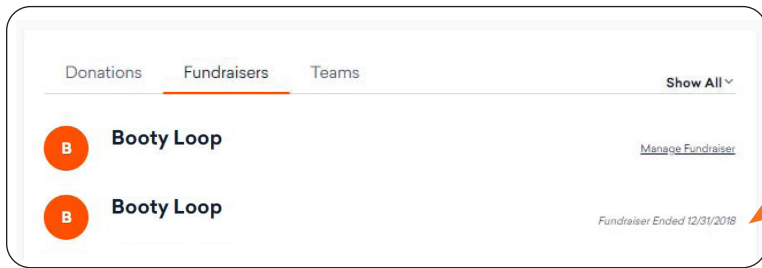 Donations Fundraisers Teams Show All
B Booty Loop Manage Fundraiser
B Booty Loop Fundraiser Ended 12/31/2018